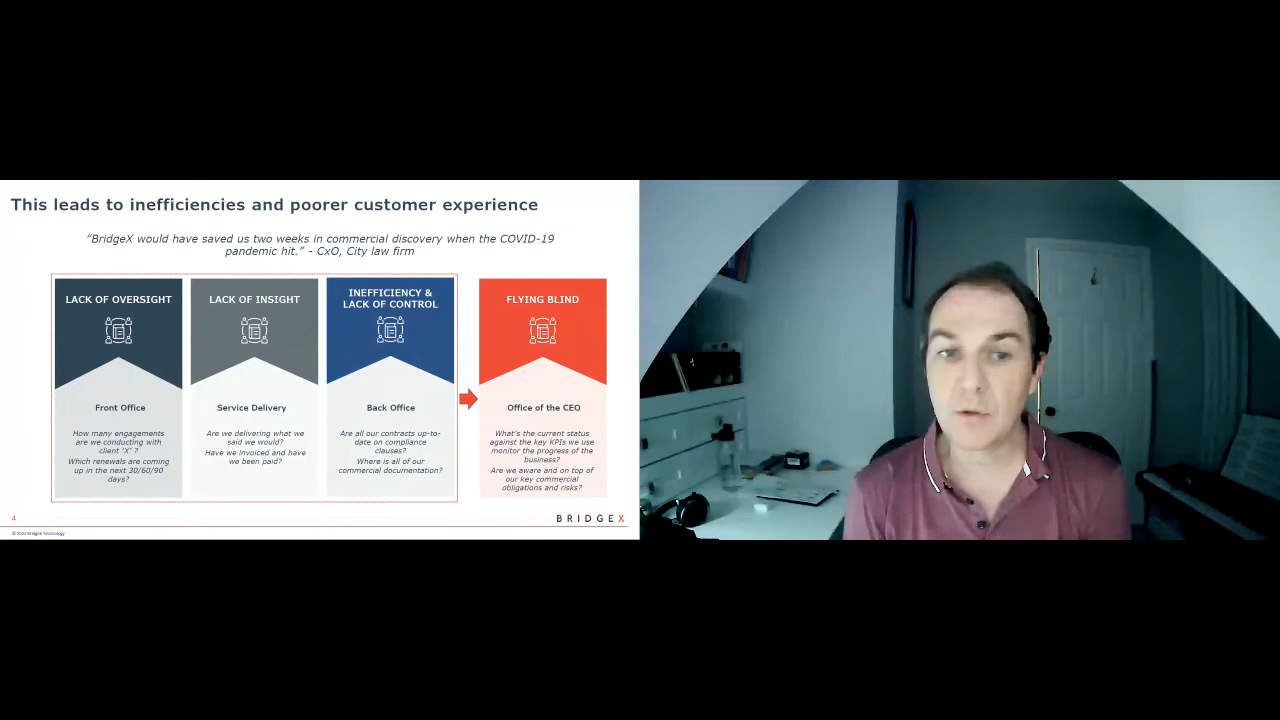 This leads to inefficiencies and poorer customer experience
“BridgeX would have saved us two weeks in commercial discovery when the COVID-19
pandemic hit.” - CxO, City law firm
LACK OF OVERSIGHT
Front Office
How many engagements
are we conducting with
client ‘X’ ?
Which renewals are coming
up in the next 30/60/90
days?
LACK OF INSIGHT
Service Delivery
Are we delivering what we
said we would?
Have we invoiced and have
we been paid?
INEFFICIENCY &
LACK OF CONTROL
Back Office
Are all our contracts up-to-
date on compliance
clauses?
Where is all of our
commercial documentation?
FLYING BLIND
Office of the CEO
What’s the current status
against the key KPIs we use
monitor the progress of the
business?
Are we aware and on top of
our key commercial
obligations and risks?
4
BRIDGEX
© 2021 BridgeX Technology